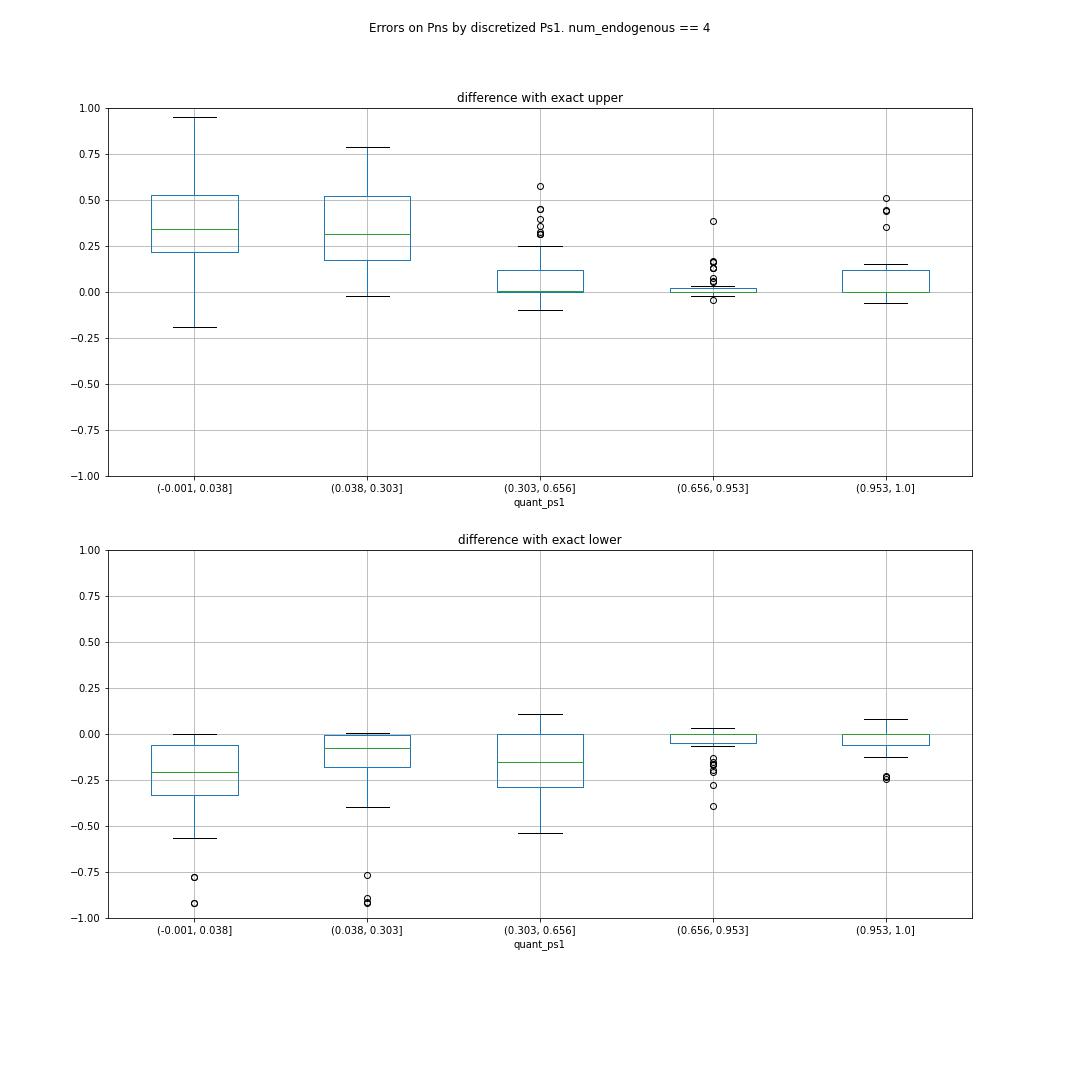 Errors on Pns by discretized Ps1. num_endogenous == 4
difference with exact upper
1.00
0.75
0.50
0.25
0.00
−0.25
−0.50
−0.75
−1.00
(-0.001, 0.038] (0.038, 0.303] (0.303, 0.656] (0.656, 0.953] (0.953, 1.0]
quant_ps1
difference with exact lower
1.00
0.75
0.50
0.25
0.00
−0.25
−0.50
−0.75
−1.00
(-0.001, 0.038] (0.038, 0.303] (0.303, 0.656] (0.656, 0.953] (0.953, 1.0]
quant_ps1